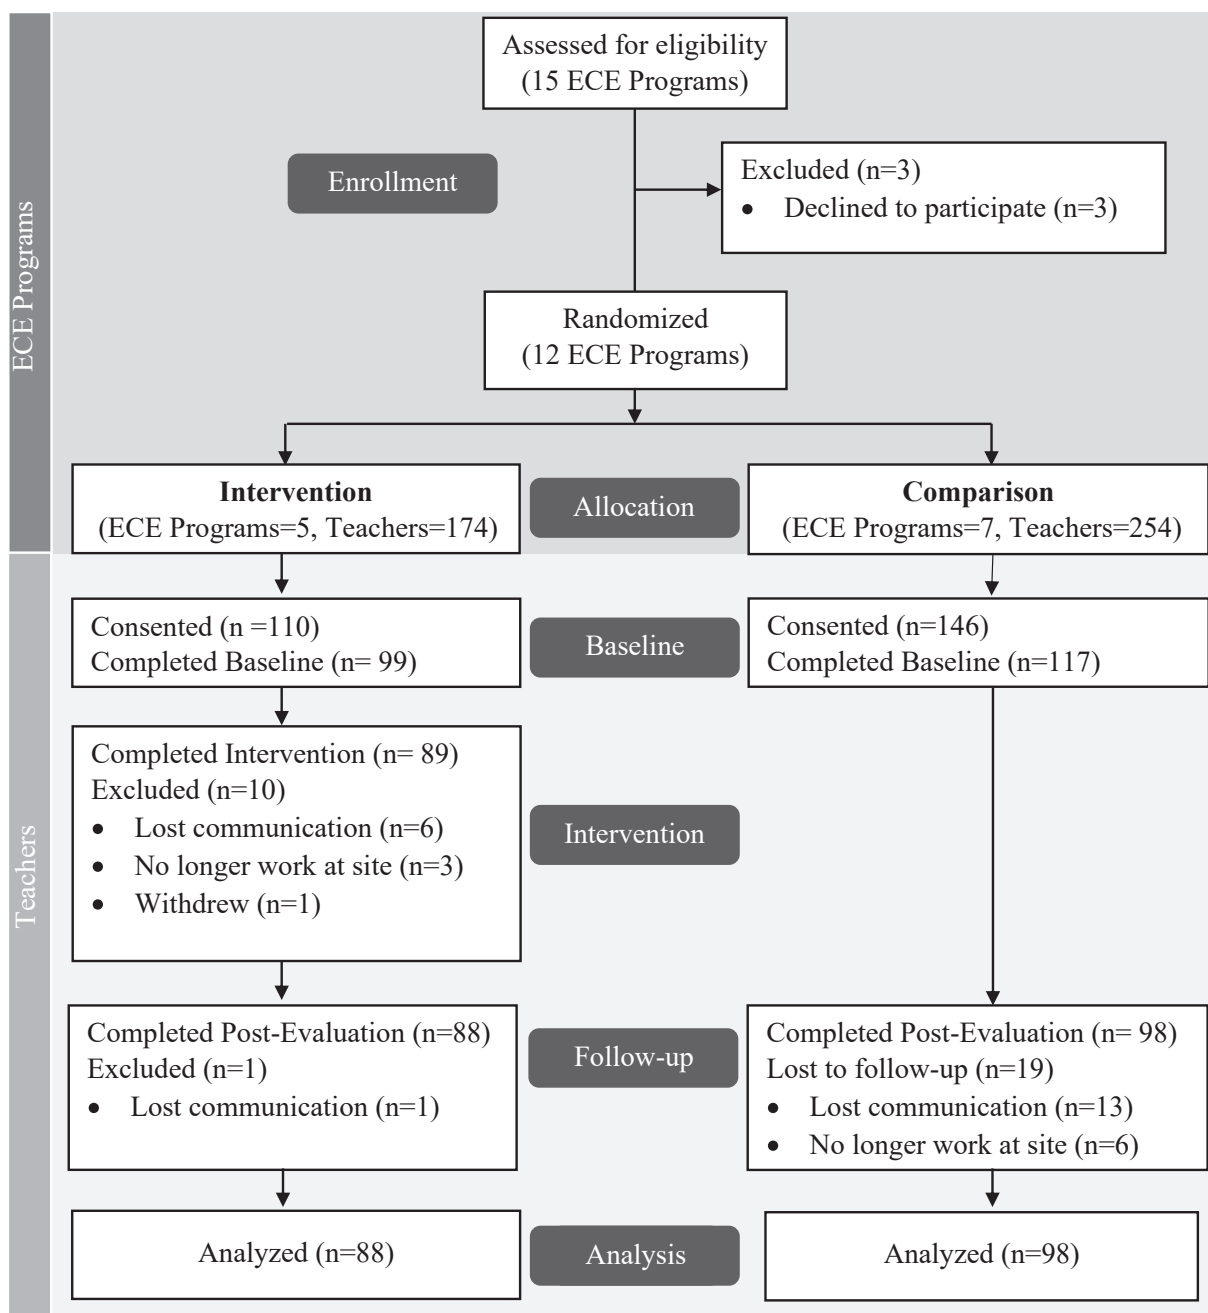 Assessed for eligibility
(15 ECE Programs)
Enrollment
Excluded (n=3)
• Declined to participate (n=3)
ECE Programs
Randomized
(12 ECE Programs)
Intervention
(ECE Programs=5, Teachers=174)
Allocation
Comparison
(ECE Programs=7, Teachers=254)
Consented (n =110)
Completed Baseline (n= 99)
Baseline
Consented (n=146)
Completed Baseline (n=117)
Teachers
Completed Intervention (n= 89)
Excluded (n=10)
• Lost communication (n=6)
• No longer work at site (n=3)
• Withdrew (n=1)
Intervention
Completed Post-Evaluation (n=88)
Excluded (n=1)
• Lost communication (n=1)
Follow-up
Completed Post-Evaluation (n= 98)
Lost to follow-up (n=19)
• Lost communication (n=13)
• No longer work at site (n=6)
Analyzed (n=88)
Analysis
Analyzed (n=98)